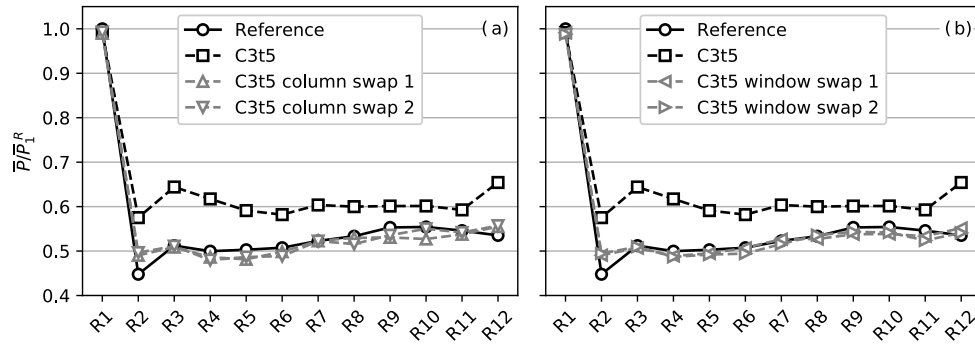 1.0
0.9
0.8
0.7
0.6
0.5
0.4
P̅/P̅₁ᴿ
Reference
C3t5
C3t5 column swap 1
C3t5 column swap 2
(a)
R1 R2 R3 R4 R5 R6 R7 R8 R9 R10 R11 R12
Reference
C3t5
C3t5 window swap 1
C3t5 window swap 2
(b)
R1 R2 R3 R4 R5 R6 R7 R8 R9 R10 R11 R12